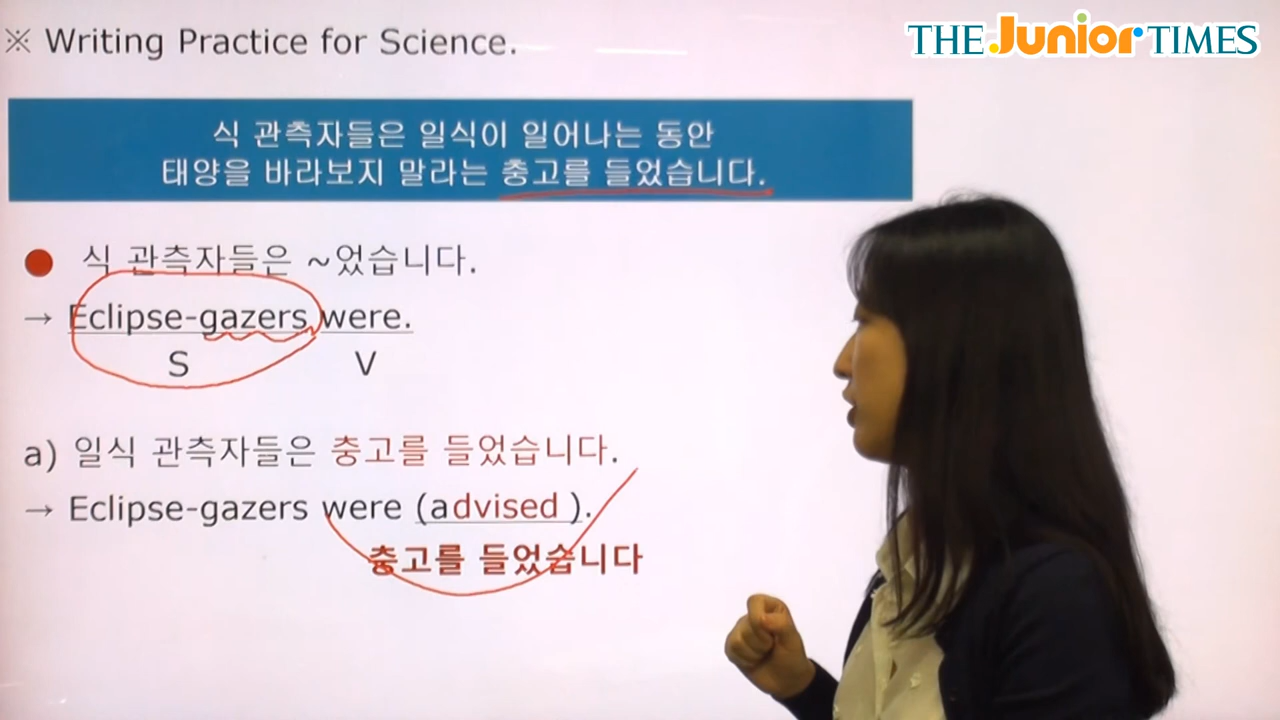 ※ Writing Practice for Science.
THE Junior TIMES
식 관측자들은 일식이 일어나는 동안
태양을 바라보지 말라는 충고를 들었습니다.
● 식 관측자들은 ~었습니다.
→ Eclipse-gazers were.
S V
a) 일식 관측자들은 충고를 들었습니다.
→ Eclipse-gazers were (advised ).
충고를 들었습니다